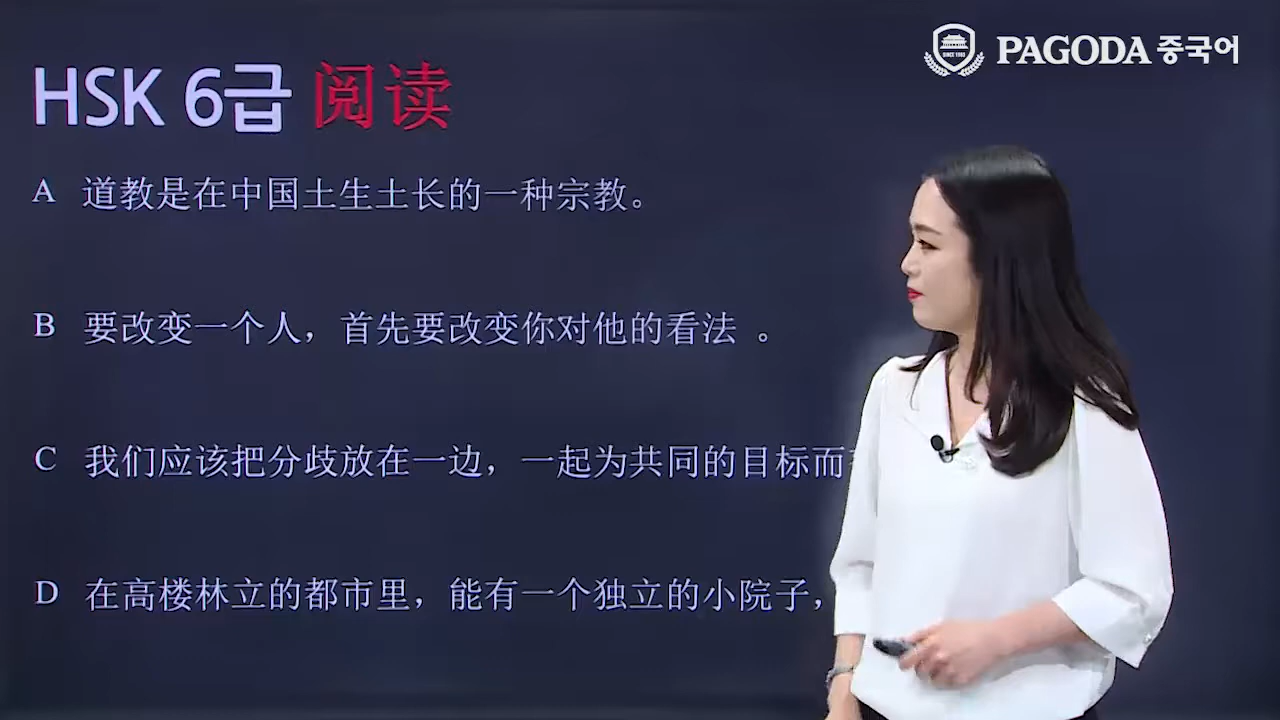 PAGODA 중국어
SINCE 1993
HSK 6급 阅读
A 道教是在中国土生土长的一种宗教。
B 要改变一个人，首先要改变你对他的看法 。
C 我们应该把分歧放在一边，一起为共同的目标而
D 在高楼林立的都市里，能有一个独立的小院子，